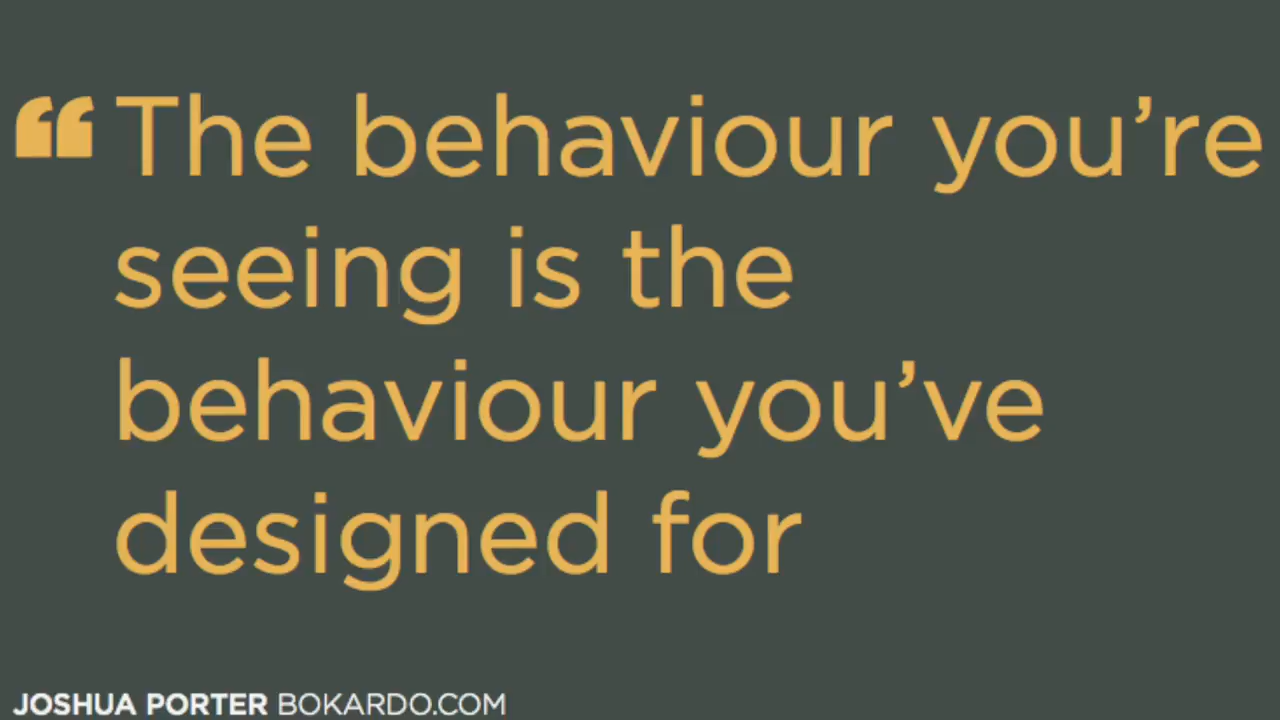 “The behaviour you’re
seeing is the
behaviour you’ve
designed for
JOSHUA PORTER BOKARDO.COM